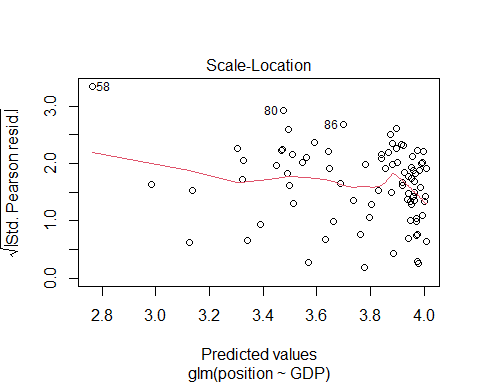 Scale-Location
√|Std. Pearson resid.|
3.0
2.0
1.0
0.0
58
80
86
2.8 3.0 3.2 3.4 3.6 3.8 4.0
Predicted values
glm(position ~ GDP)